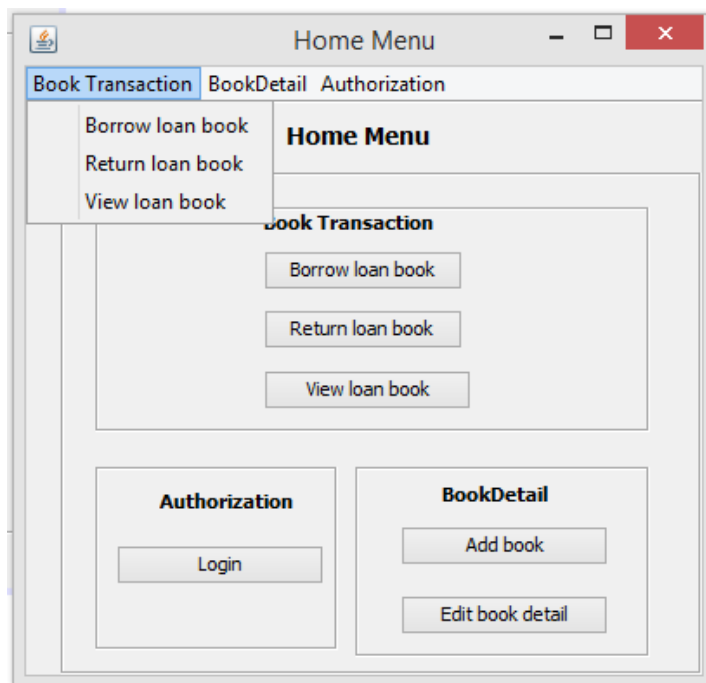 Home Menu
Book Transaction BookDetail Authorization
Borrow loan book
Return loan book
View loan book
Home Menu
Book Transaction
Borrow loan book
Return loan book
View loan book
Authorization
Login
BookDetail
Add book
Edit book detail